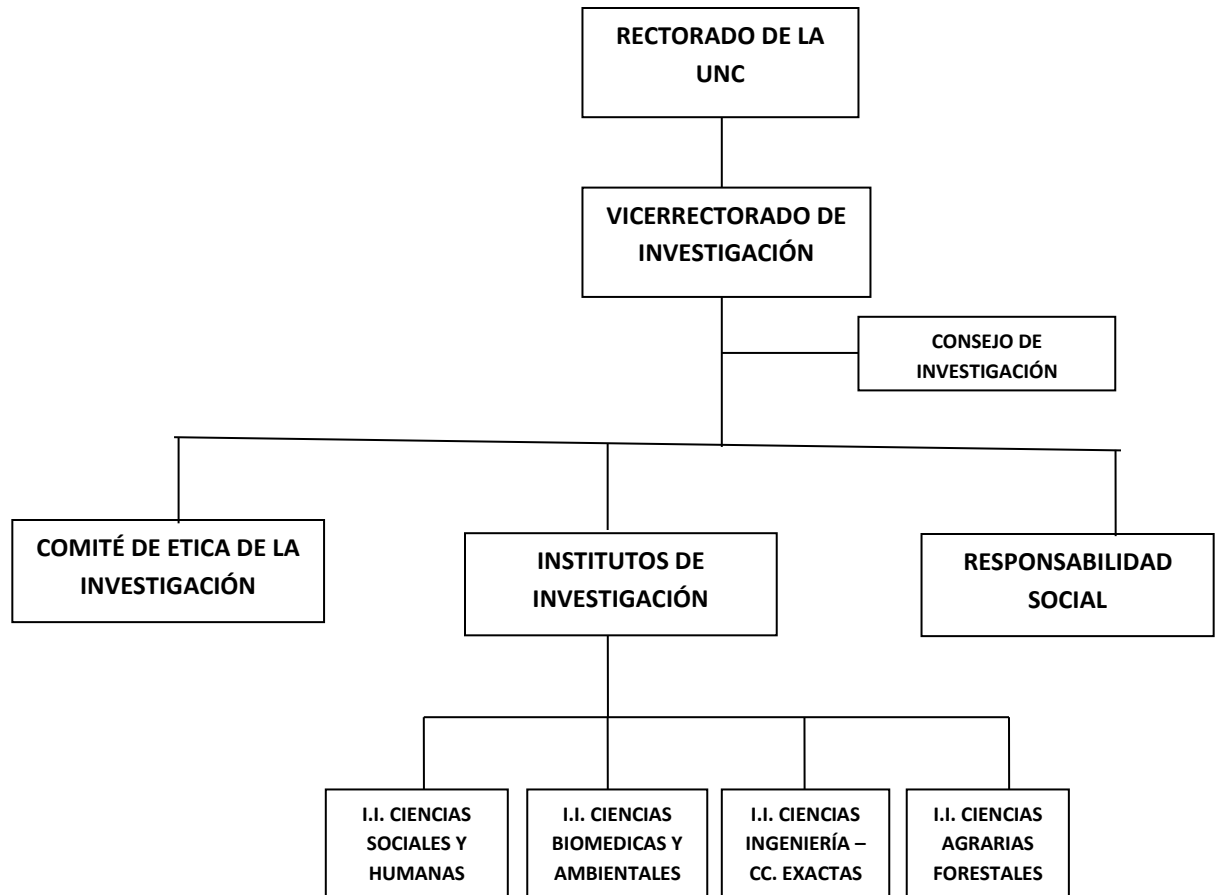 RECTORADO DE LA
UNC
VICERRECTORADO DE
INVESTIGACIÓN
CONSEJO DE
INVESTIGACIÓN
COMITÉ DE ETICA DE LA
INVESTIGACIÓN
INSTITUTOS DE
INVESTIGACIÓN
RESPONSABILIDAD
SOCIAL
I.I. CIENCIAS
SOCIALES Y
HUMANAS
I.I. CIENCIAS
BIOMEDICAS Y
AMBIENTALES
I.I. CIENCIAS
INGENIERÍA –
CC. EXACTAS
I.I. CIENCIAS
AGRARIAS
FORESTALES